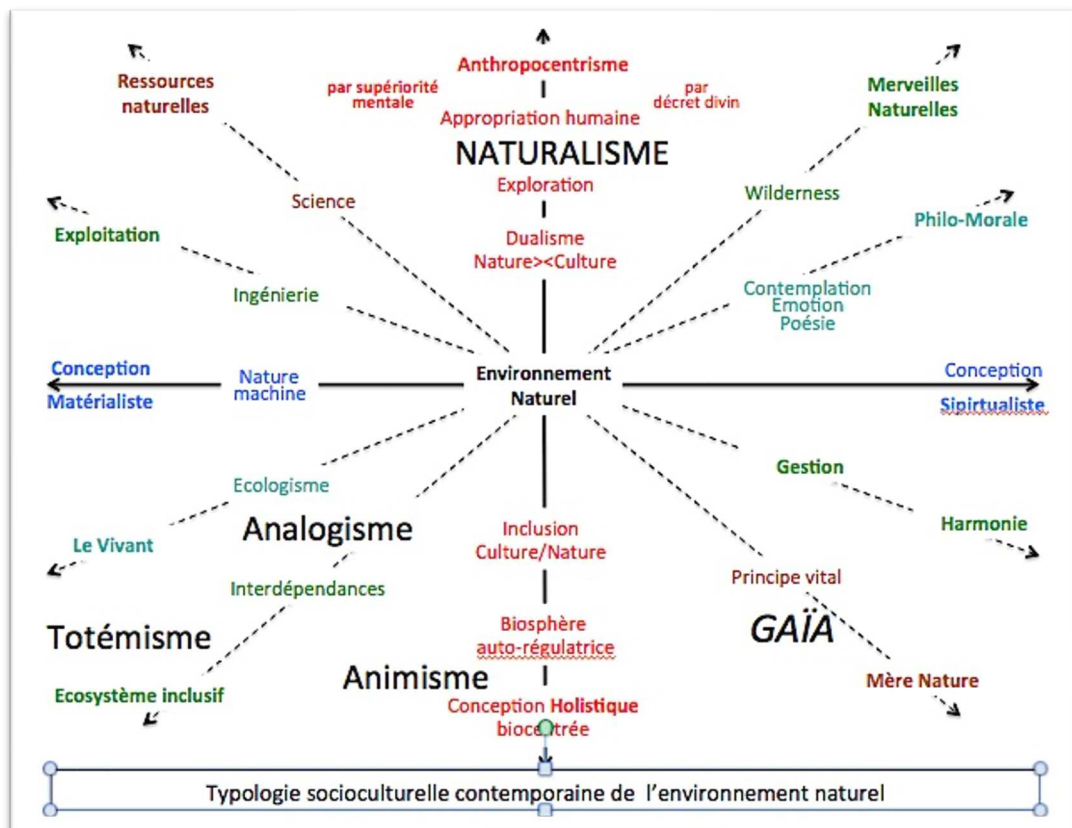 Anthropocentrisme
Ressources
naturelles
par supériorité
mentale
par
décret divin
Merveilles
Naturelles
Appropriation humaine
NATURALISME
Exploration
Science
Wilderness
Philo-Morale
Exploitation
Dualisme
Nature><Culture
Ingénierie
Contemplation
Emotion
Poésie
Conception
Matérialiste
Nature
machine
Environnement
Naturel
Conception
Sipirtualiste
Gestion
Ecologisme
Analogisme
Harmonie
Le Vivant
Inclusion
Culture/Nature
Interdépendances
Principe vital
Totémisme
Biosphère
auto-régulatrice
GAÏA
Animisme
Mère Nature
Ecosystème inclusif
Conception Holistique
biocentrée
Typologie socioculturelle contemporaine de l'environnement naturel